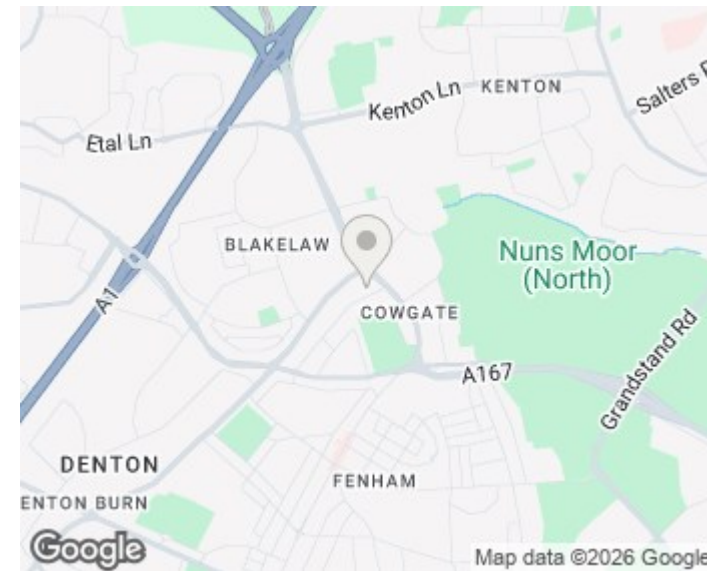 Kenton Ln
KENTON
Salters
Etal Ln
BLAKELAW
Nuns Moor
(North)
A1
COWGATE
A167
Grandstand Rd
DENTON
FENHAM
ENTON BURN
Google
Map data ©2026 Google